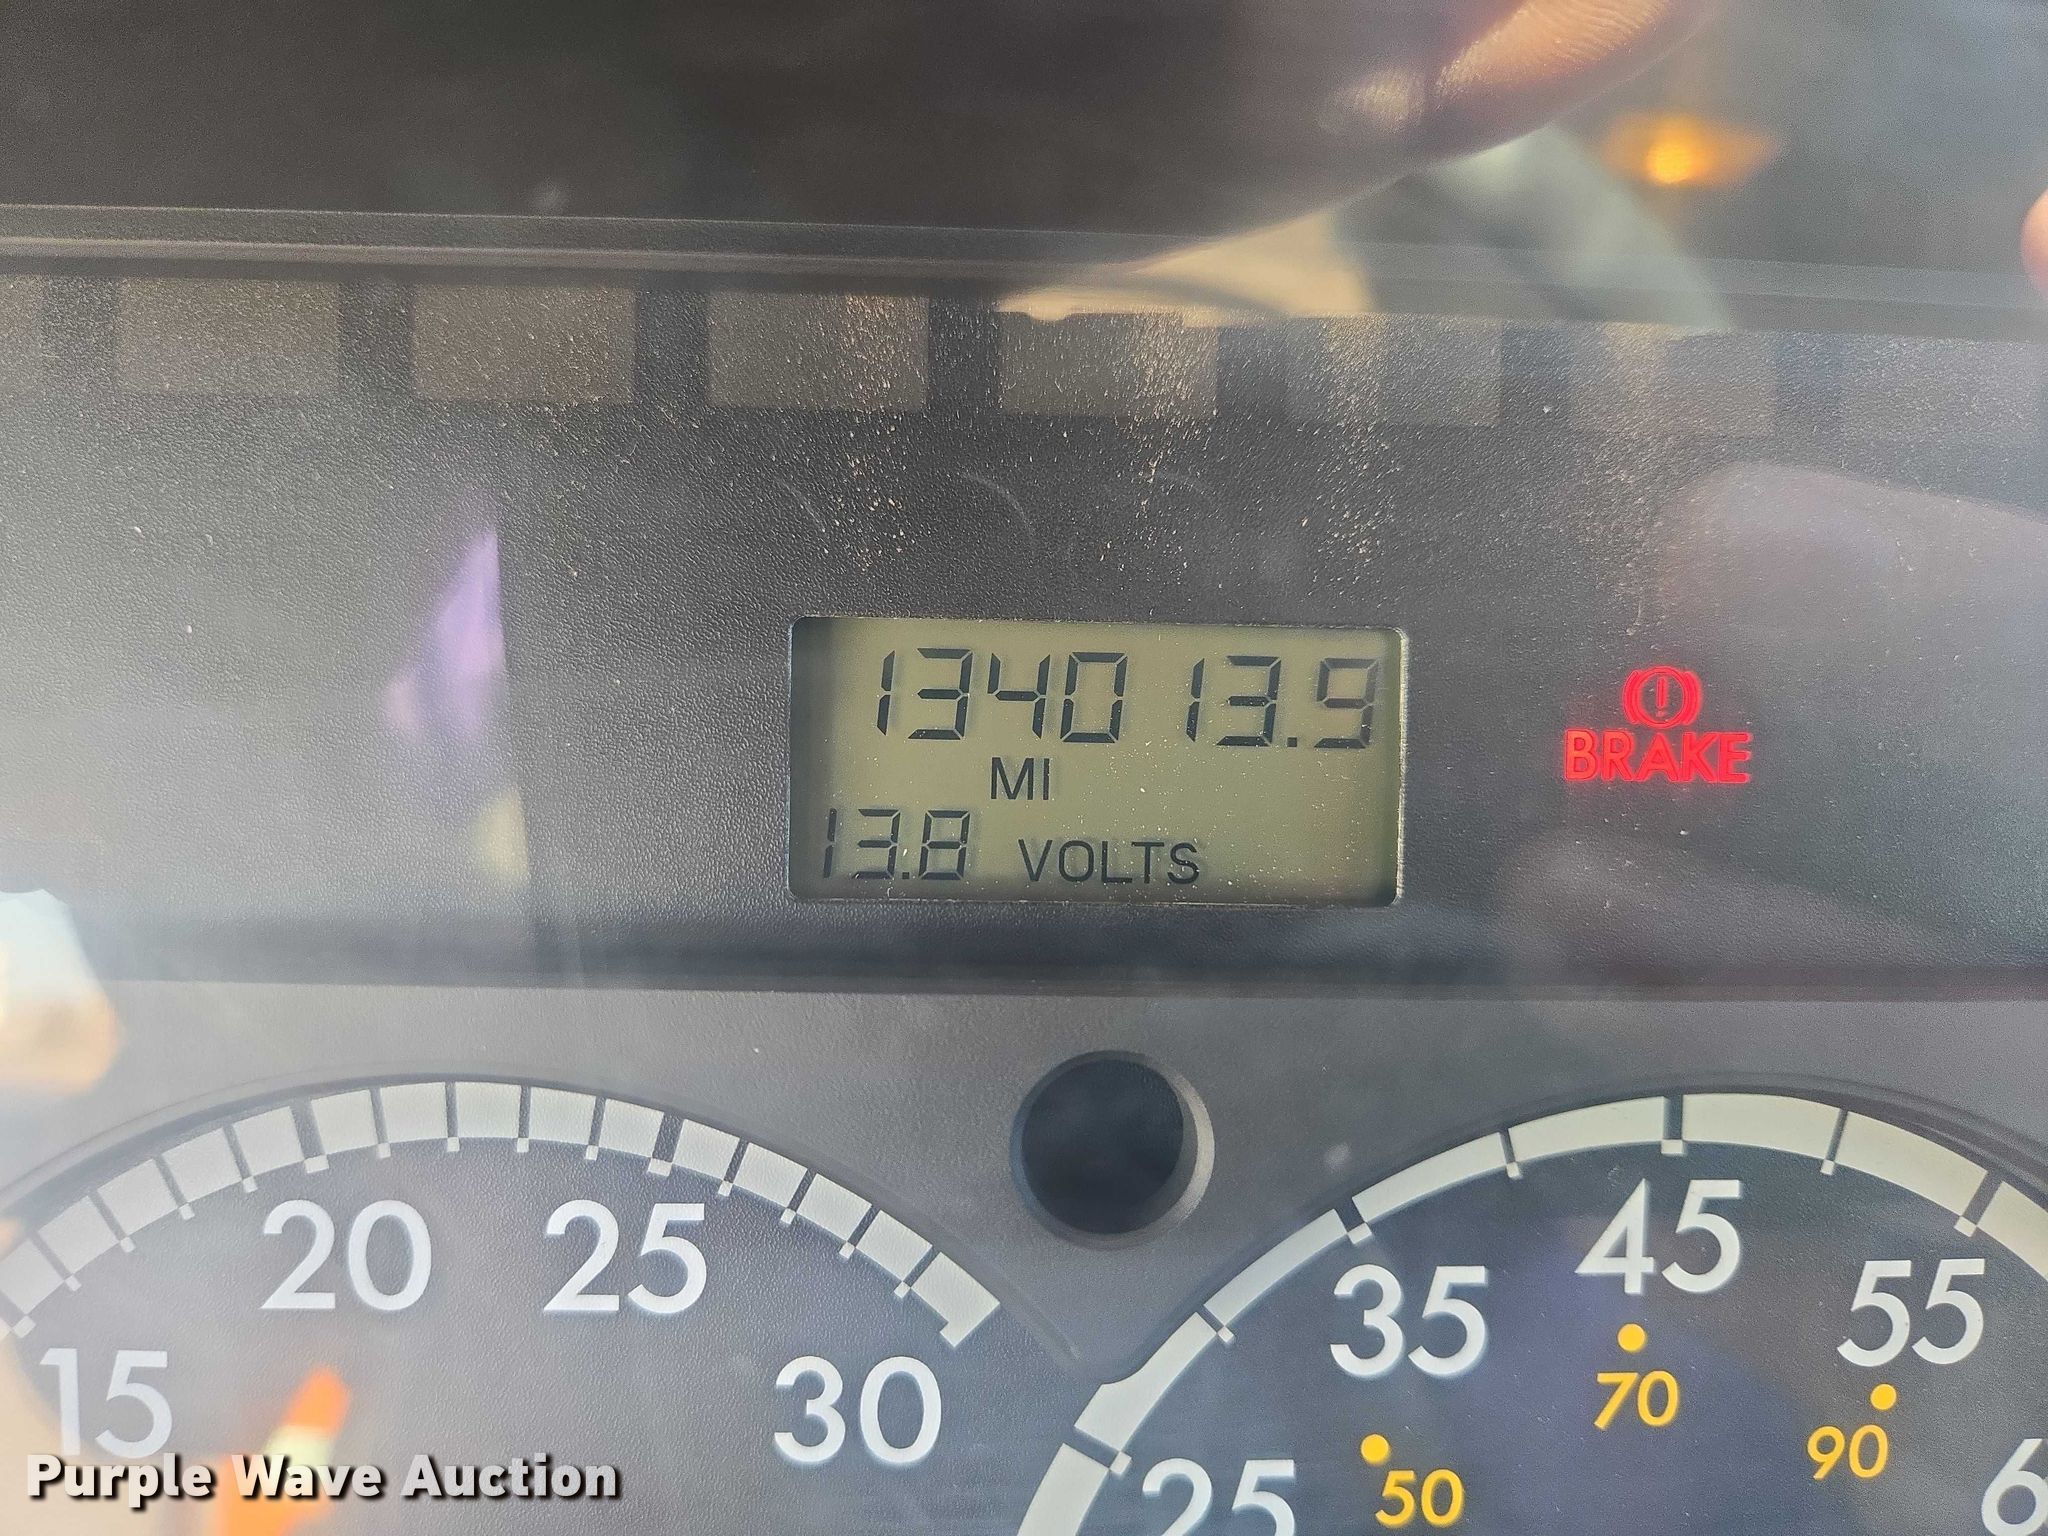 134013.9
MI
13.8 VOLTS
BRAKE
15 20 25 30
25 35 45 55
50 70 90
Purple Wave Auction